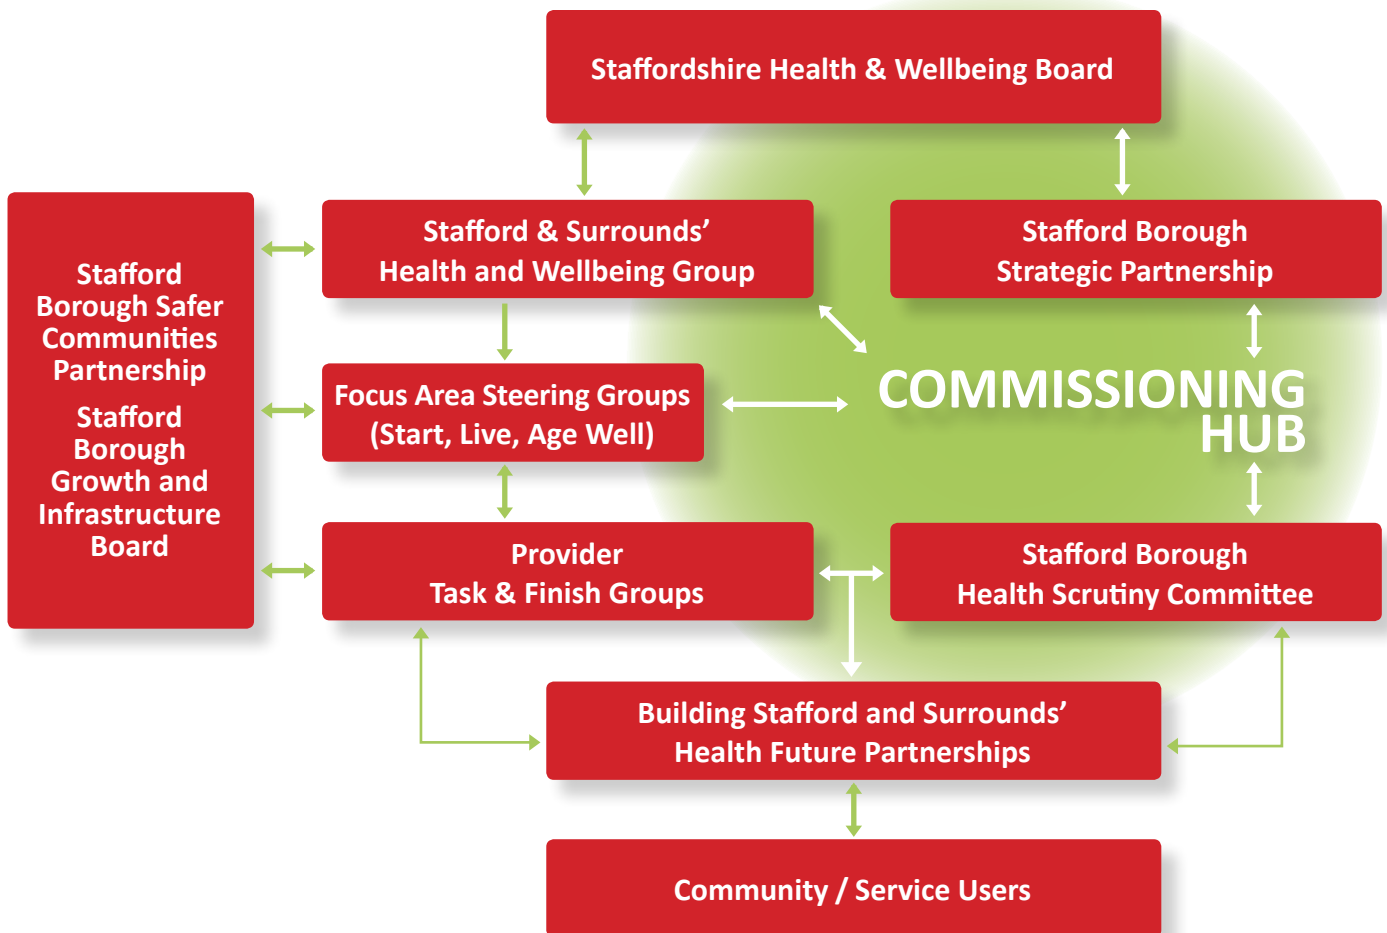 Staffordshire Health & Wellbeing Board
Stafford
Borough Safer
Communities
Partnership
Stafford
Borough
Growth and
Infrastructure
Board
Stafford & Surrounds’
Health and Wellbeing Group
Stafford Borough
Strategic Partnership
Focus Area Steering Groups
(Start, Live, Age Well)
COMMISSIONING
HUB
Provider
Task & Finish Groups
Stafford Borough
Health Scrutiny Committee
Building Stafford and Surrounds’
Health Future Partnerships
Community / Service Users